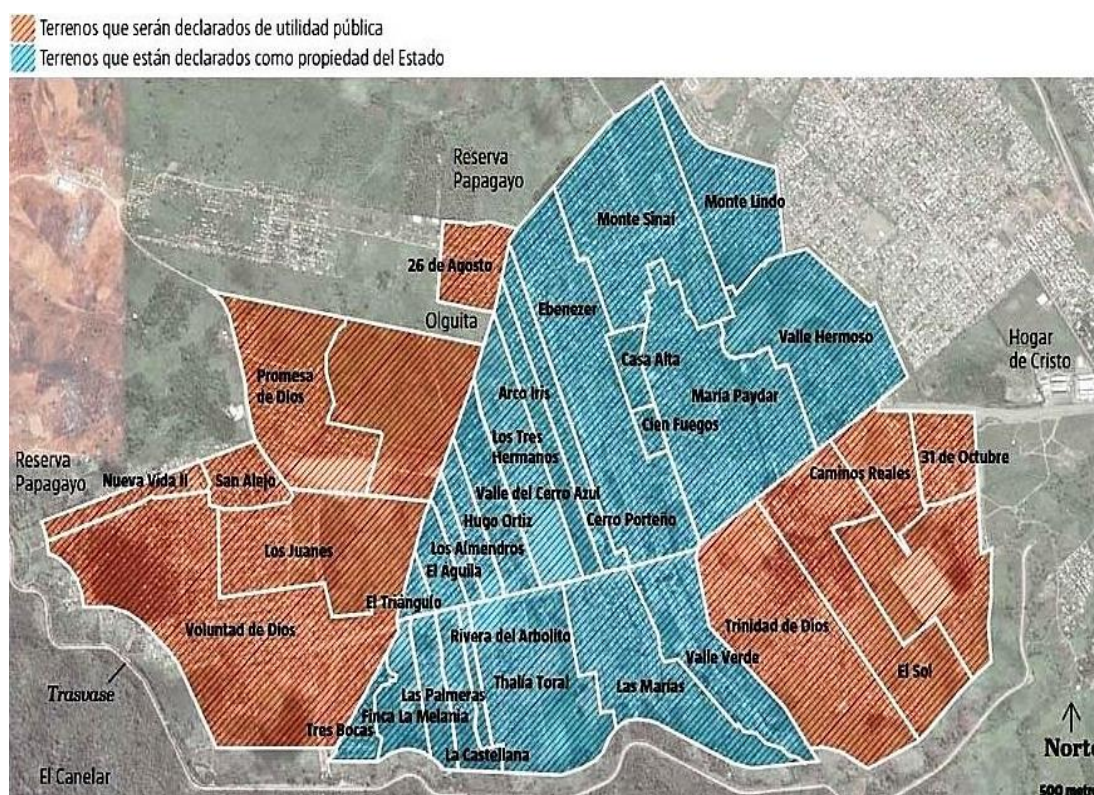 Terrenos que serán declarados de utilidad pública
Terrenos que están declarados como propiedad del Estado
Reserva
Papagayo
Monte Sinaí
Monte Lindo
26 de Agosto
Olguita
Ebenezer
Valle Hermoso
Hogar
de Cristo
Casa Alta
Promesa
de Dios
Arco Iris
María Paydar
Cien Fuegos
Los Tres
Hermanos
Reserva
Papagayo
Nueva Vida II
San Alejo
Caminos Reales
31 de Octubre
Valle del Cerro Azul
Hugo Ortiz
Cerro Porteño
Los Juanes
Los Almendros
El Aguila
El Triángulo
Voluntad de Dios
Rivera del Arbolito
Trinidad de Dios
Valle Verde
El Sol
Trasvase
Las Palmeras
Thalía Toral
Las Marías
Finca La Melania
Tres Bocas
La Castellana
El Canelar
Norte
500 metro